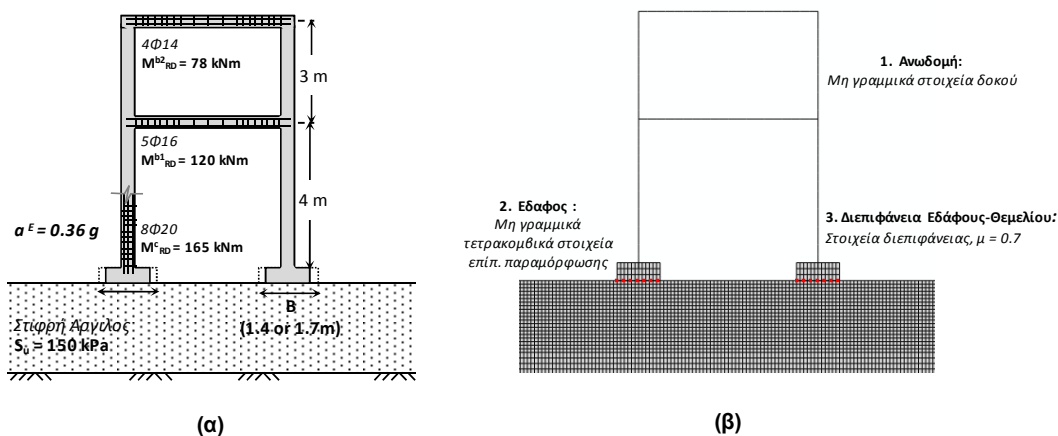 4Φ14
M^b2_RD = 78 kNm
3 m
5Φ16
M^b1_RD = 120 kNm
4 m
a^E = 0.36 g
8Φ20
M^c_RD = 165 kNm
B
(1.4 or 1.7m)
Στιφρή Άργιλος
S_u = 150 kPa
(α)
1. Ανωδομή:
Μη γραμμικά στοιχεία δοκού
2. Εδαφος :
Μη γραμμικά
τετρακομβικά στοιχεία
επίπ. παραμόρφωσης
3. Διεπιφάνεια Εδάφους-Θεμελίου:
Στοιχεία διεπιφάνειας, μ = 0.7
(β)